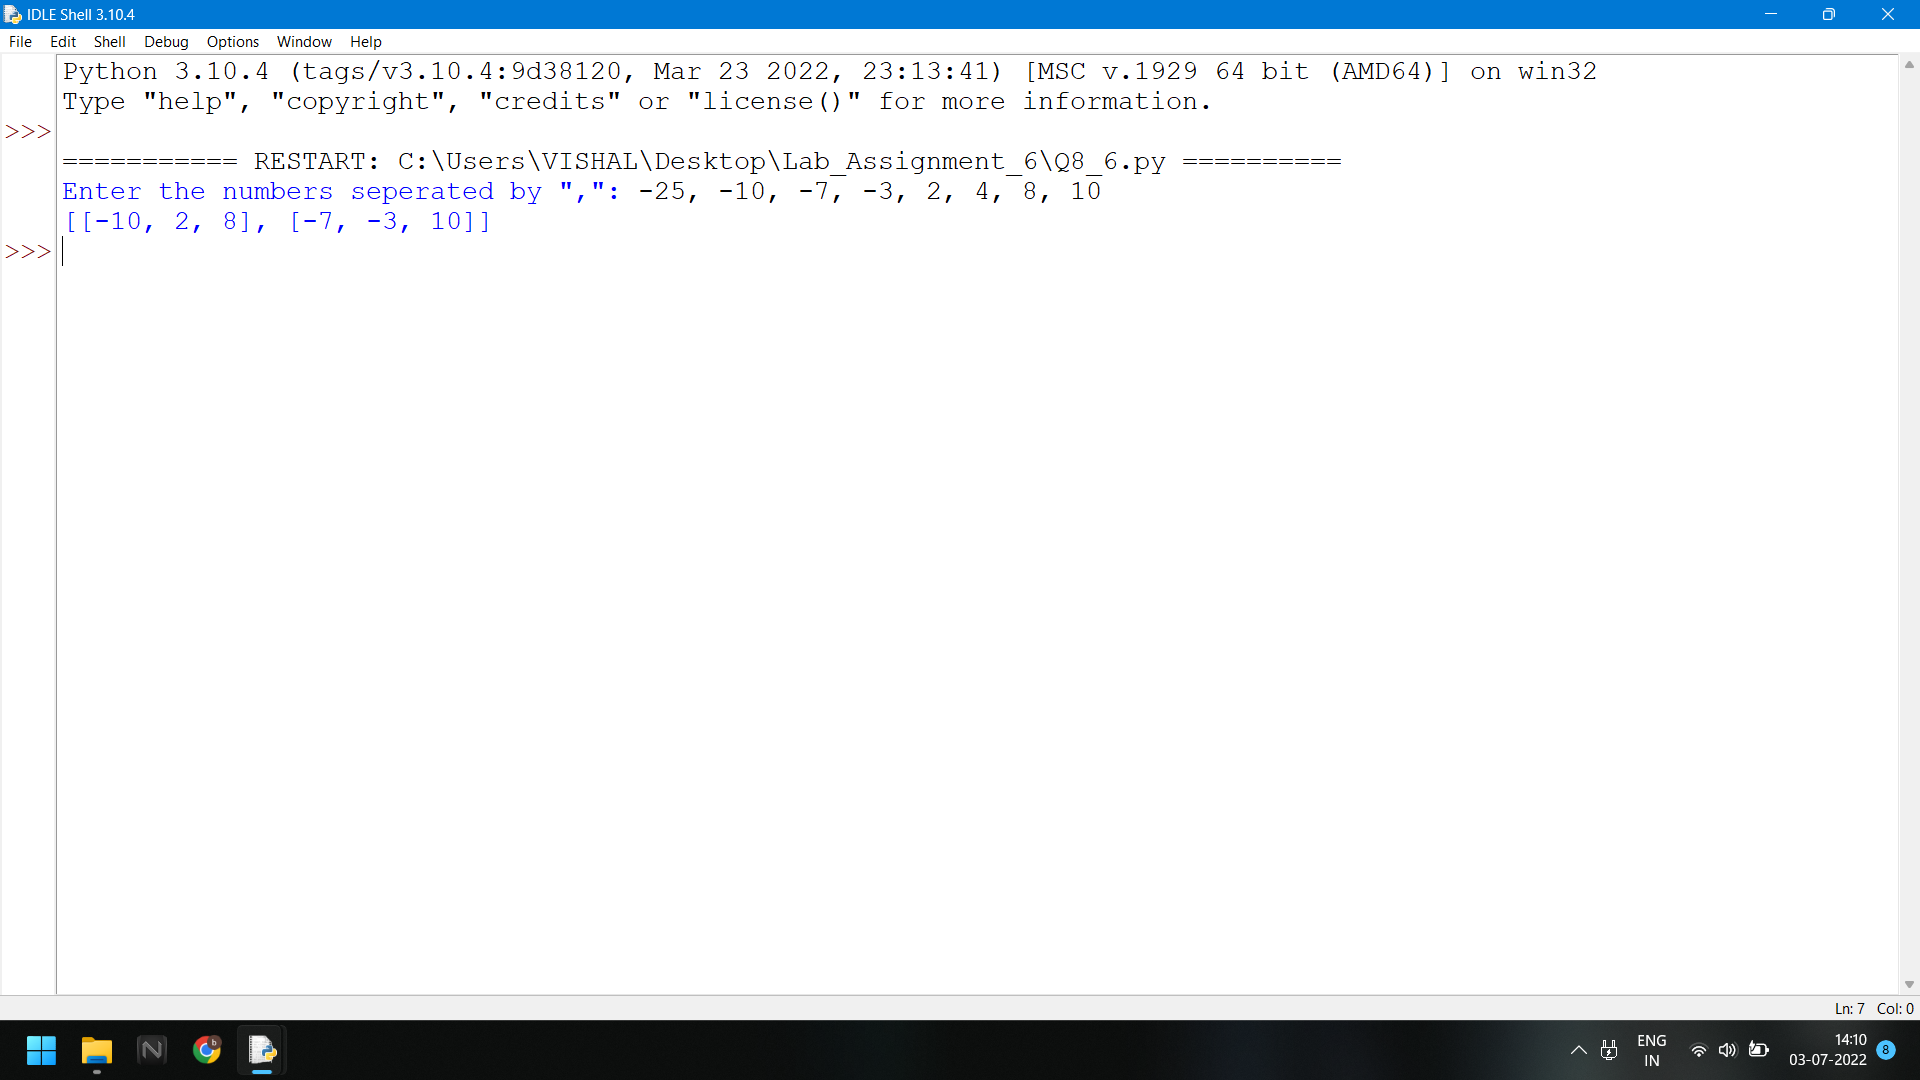 IDLE Shell 3.10.4
File Edit Shell Debug Options Window Help
Python 3.10.4 (tags/v3.10.4:9d38120, Mar 23 2022, 23:13:41) [MSC v.1929 64 bit (AMD64)] on win32
Type "help", "copyright", "credits" or "license()" for more information.
>>>
=========== RESTART: C:\Users\VISHAL\Desktop\Lab_Assignment_6\Q8_6.py ==========
Enter the numbers seperated by ",": -25, -10, -7, -3, 2, 4, 8, 10
[[-10, 2, 8], [-7, -3, 10]]
>>>
Ln: 7 Col: 0
ENG
IN
14:10
03-07-2022
8